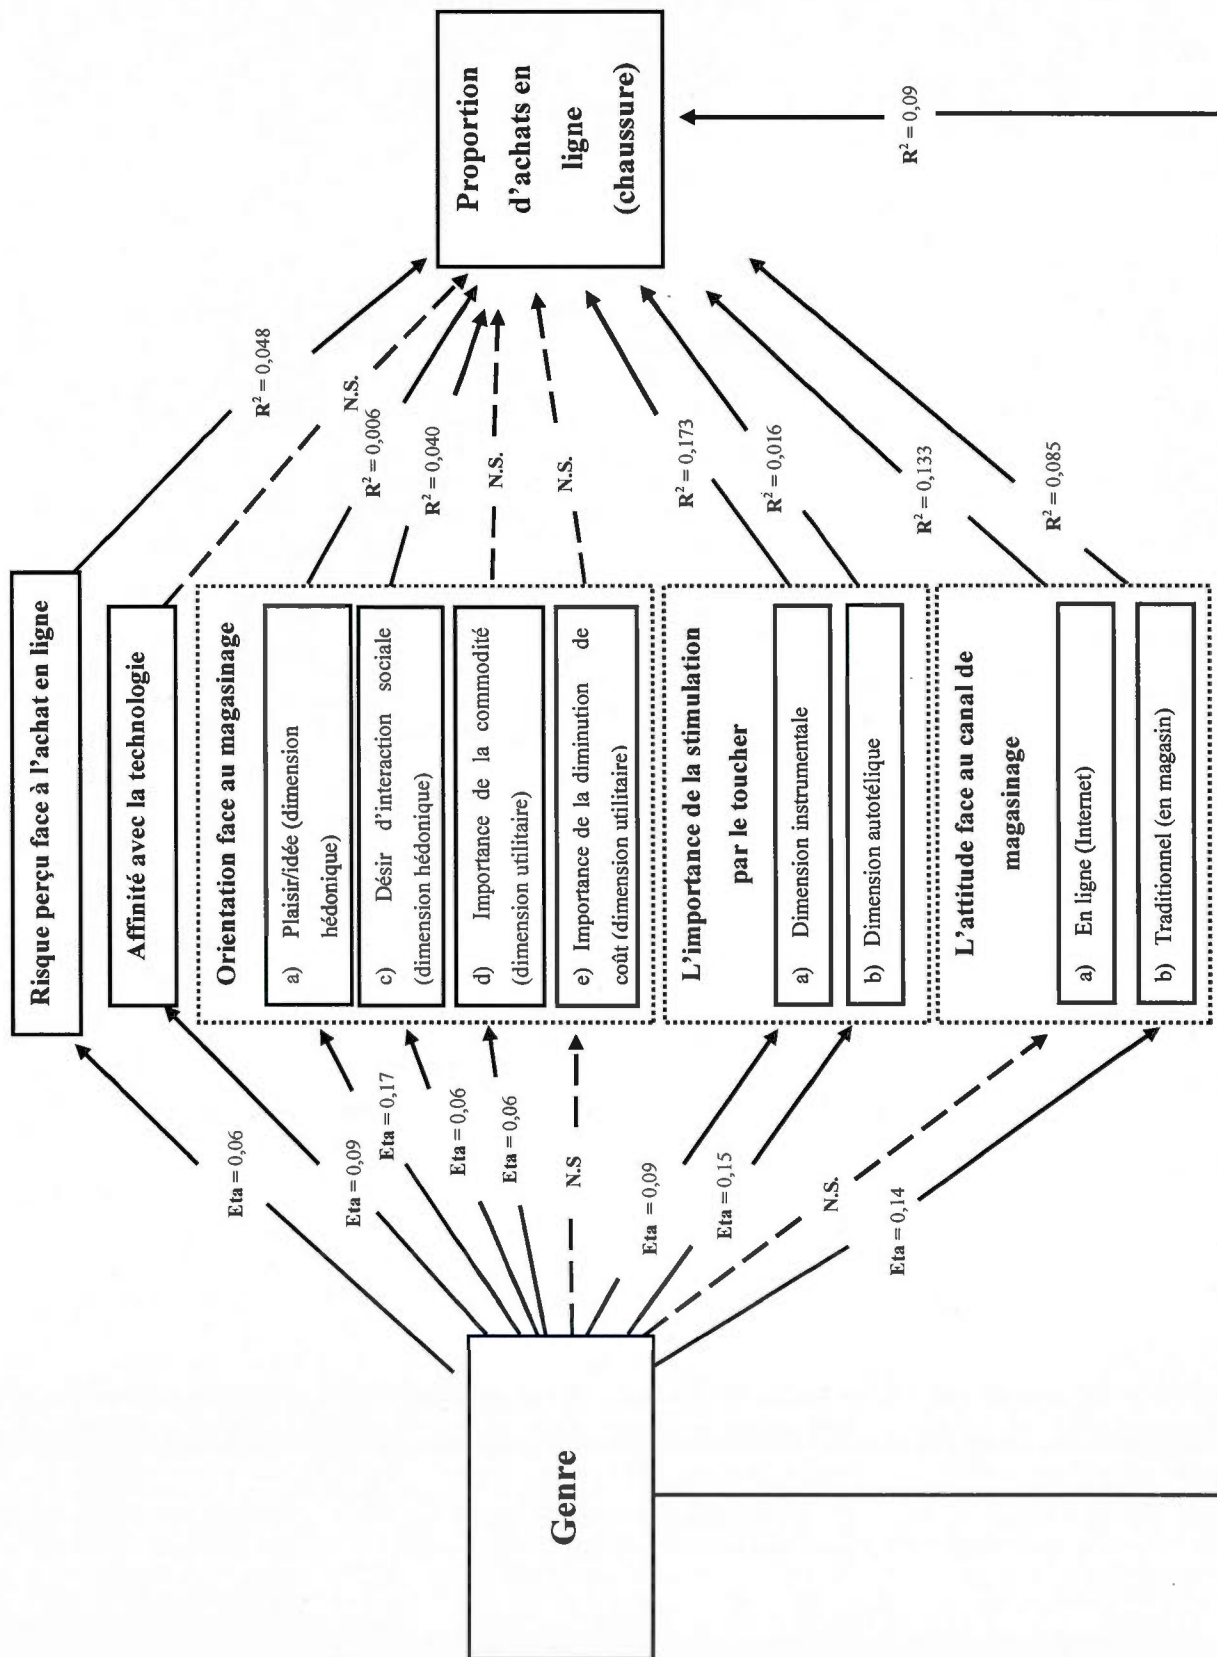 Risque perçu face à l'achat en ligne
Affinité avec la technologie
Orientation face au magasinage
a) Plaisir/idée (dimension
hédonique)
c) Désir d'interaction sociale
(dimension hédonique)
d) Importance de la commodité
(dimension utilitaire)
e) Importance de la diminution de
coût (dimension utilitaire)
L'importance de la stimulation
par le toucher
a) Dimension instrumentale
b) Dimension autotélique
L'attitude face au canal de
magasinage
a) En ligne (Internet)
b) Traditionnel (en magasin)
Genre
Eta = 0,06
Eta = 0,09
Eta = 0,17
Eta = 0,06
Eta = 0,06
N.S
Eta = 0,09
Eta = 0,15
N.S.
Eta = 0,14
R² = 0,048
N.S.
R² = 0,006
R² = 0,040
N.S.
N.S.
R² = 0,173
R² = 0,016
R² = 0,133
R² = 0,085
Proportion
d'achats en
ligne
(chaussure)
R² = 0,09